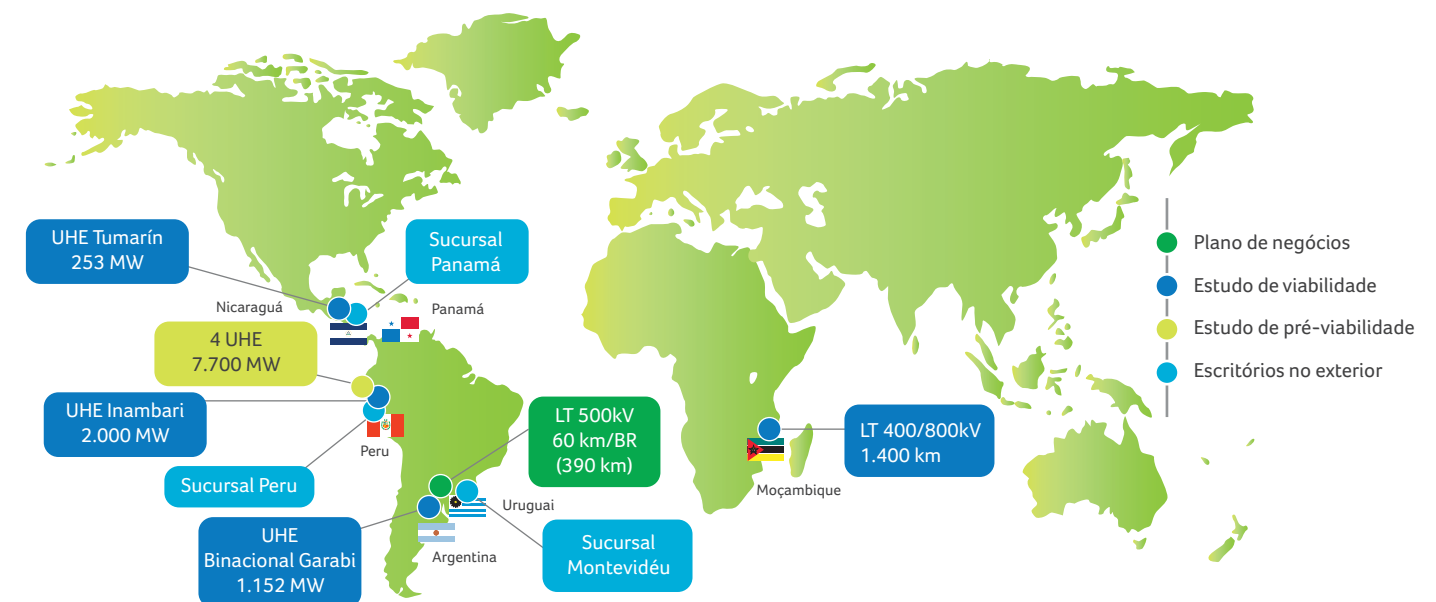 UHE Tumarín
253 MW
Sucursal
Panamá
Nicaraguá
Panamá
4 UHE
7.700 MW
UHE Inambari
2.000 MW
Peru
Sucursal Peru
LT 500kV
60 km/BR
(390 km)
Uruguai
UHE
Binacional Garabi
1.152 MW
Argentina
Sucursal
Montevidéu
LT 400/800kV
1.400 km
Moçambique
Plano de negócios
Estudo de viabilidade
Estudo de pré-viabilidade
Escritórios no exterior